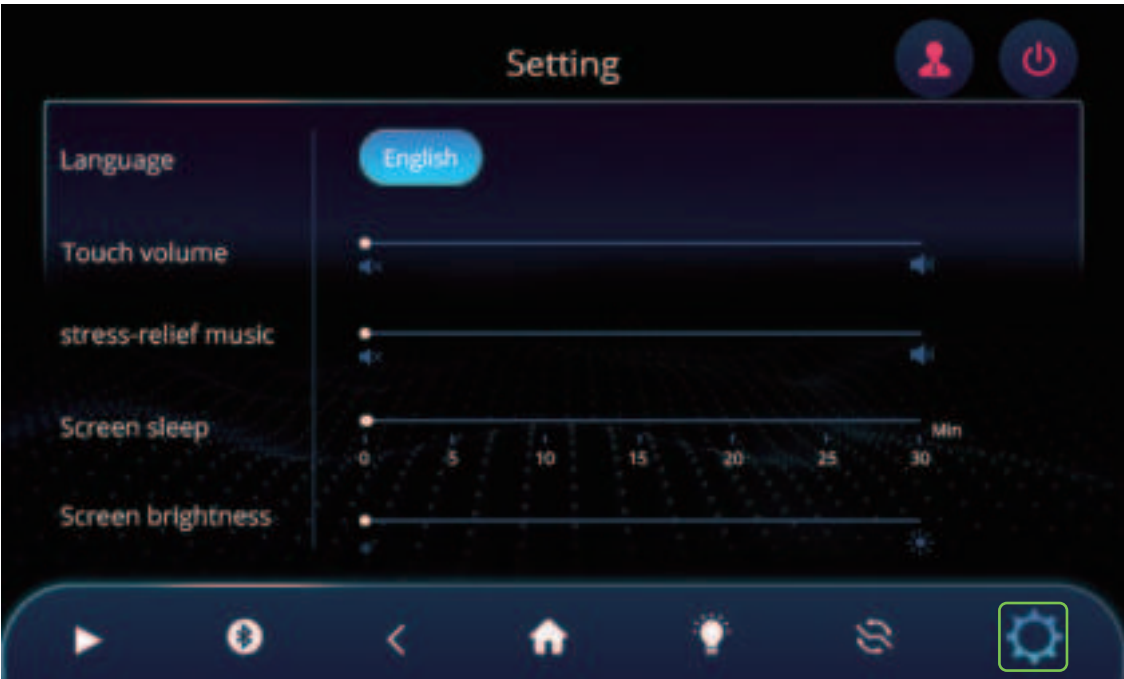 Setting
Language
English
Touch volume
stress-relief music
Screen sleep
Min
0 5 10 15 20 25 30
Screen brightness